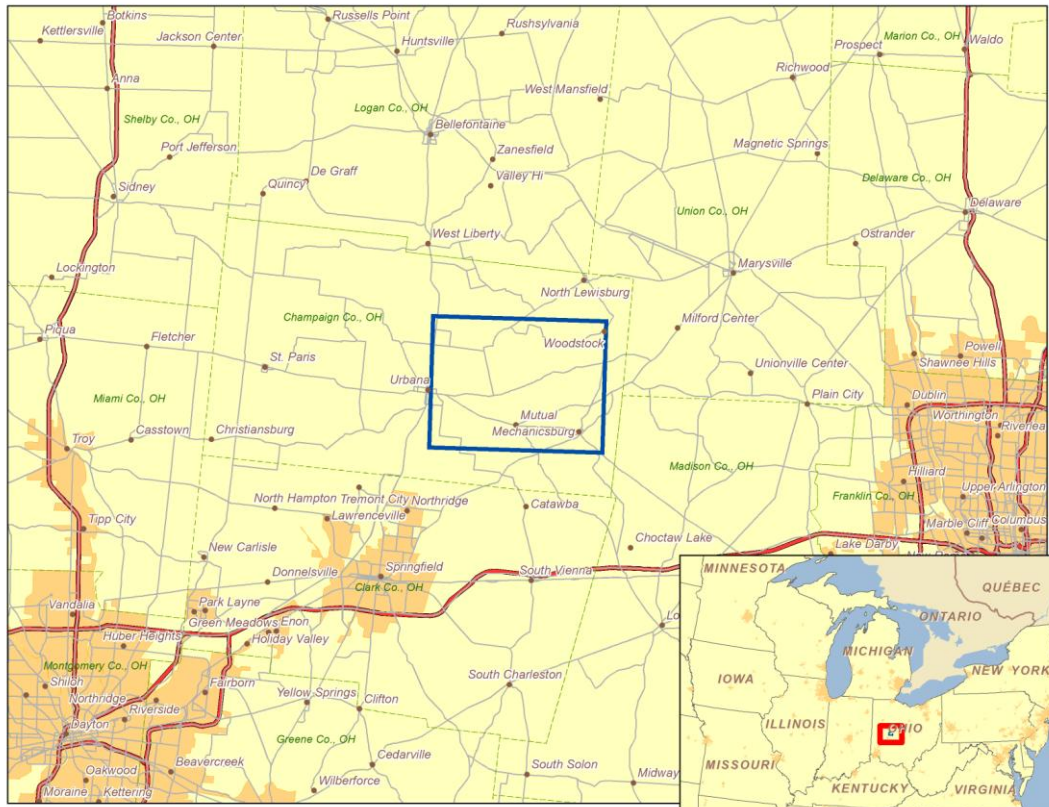 Botkins
Russells Point
Rushsylvania
Marion Co., OH
Waldo
Kettlersville
Jackson Center
Huntsville
Prospect
Richwood
Anna
West Mansfield
Logan Co., OH
Shelby Co., OH
Bellefontaine
Port Jefferson
Zanesfield
Magnetic Springs
De Graff
Valley Hi
Delaware Co., OH
Sidney
Quincy
Union Co., OH
Delaware
West Liberty
Ostrander
Lockington
Marysville
North Lewisburg
Champaign Co., OH
Milford Center
Piqua
Fletcher
Woodstock
Powell
St. Paris
Unionville Center
Shawnee Hills
Urbana
Miami Co., OH
Plain City
Dublin
Mutual
Worthington
Casstown
Christiansburg
Mechanicsburg
Riverlea
Troy
Madison Co., OH
Hilliard
North Hampton
Tremont City
Northridge
Franklin Co., OH
Upper Arlington
Catawba
Lawrenceville
Tipp City
Marble Cliff
Columbus
New Carlisle
Choctaw Lake
Lake Darby
Donnelsville
Springfield
South Vienna
Clark Co., OH
Vandalia
Park Layne
Green Meadows
Enon
Huber Heights
Holiday Valley
Montgomery Co., OH
Shiloh
Northridge
Fairborn
South Charleston
Riverside
Yellow Springs
Clifton
Dayton
Greene Co., OH
Cedarville
Beavercreek
Oakwood
South Solon
Midway
Wilberforce
Moraine
Kettering
MINNESOTA
QUÉBEC
ONTARIO
MICHIGAN
NEW YORK
IOWA
ILLINOIS
OHIO
MISSOURI
KENTUCKY
VIRGINIA